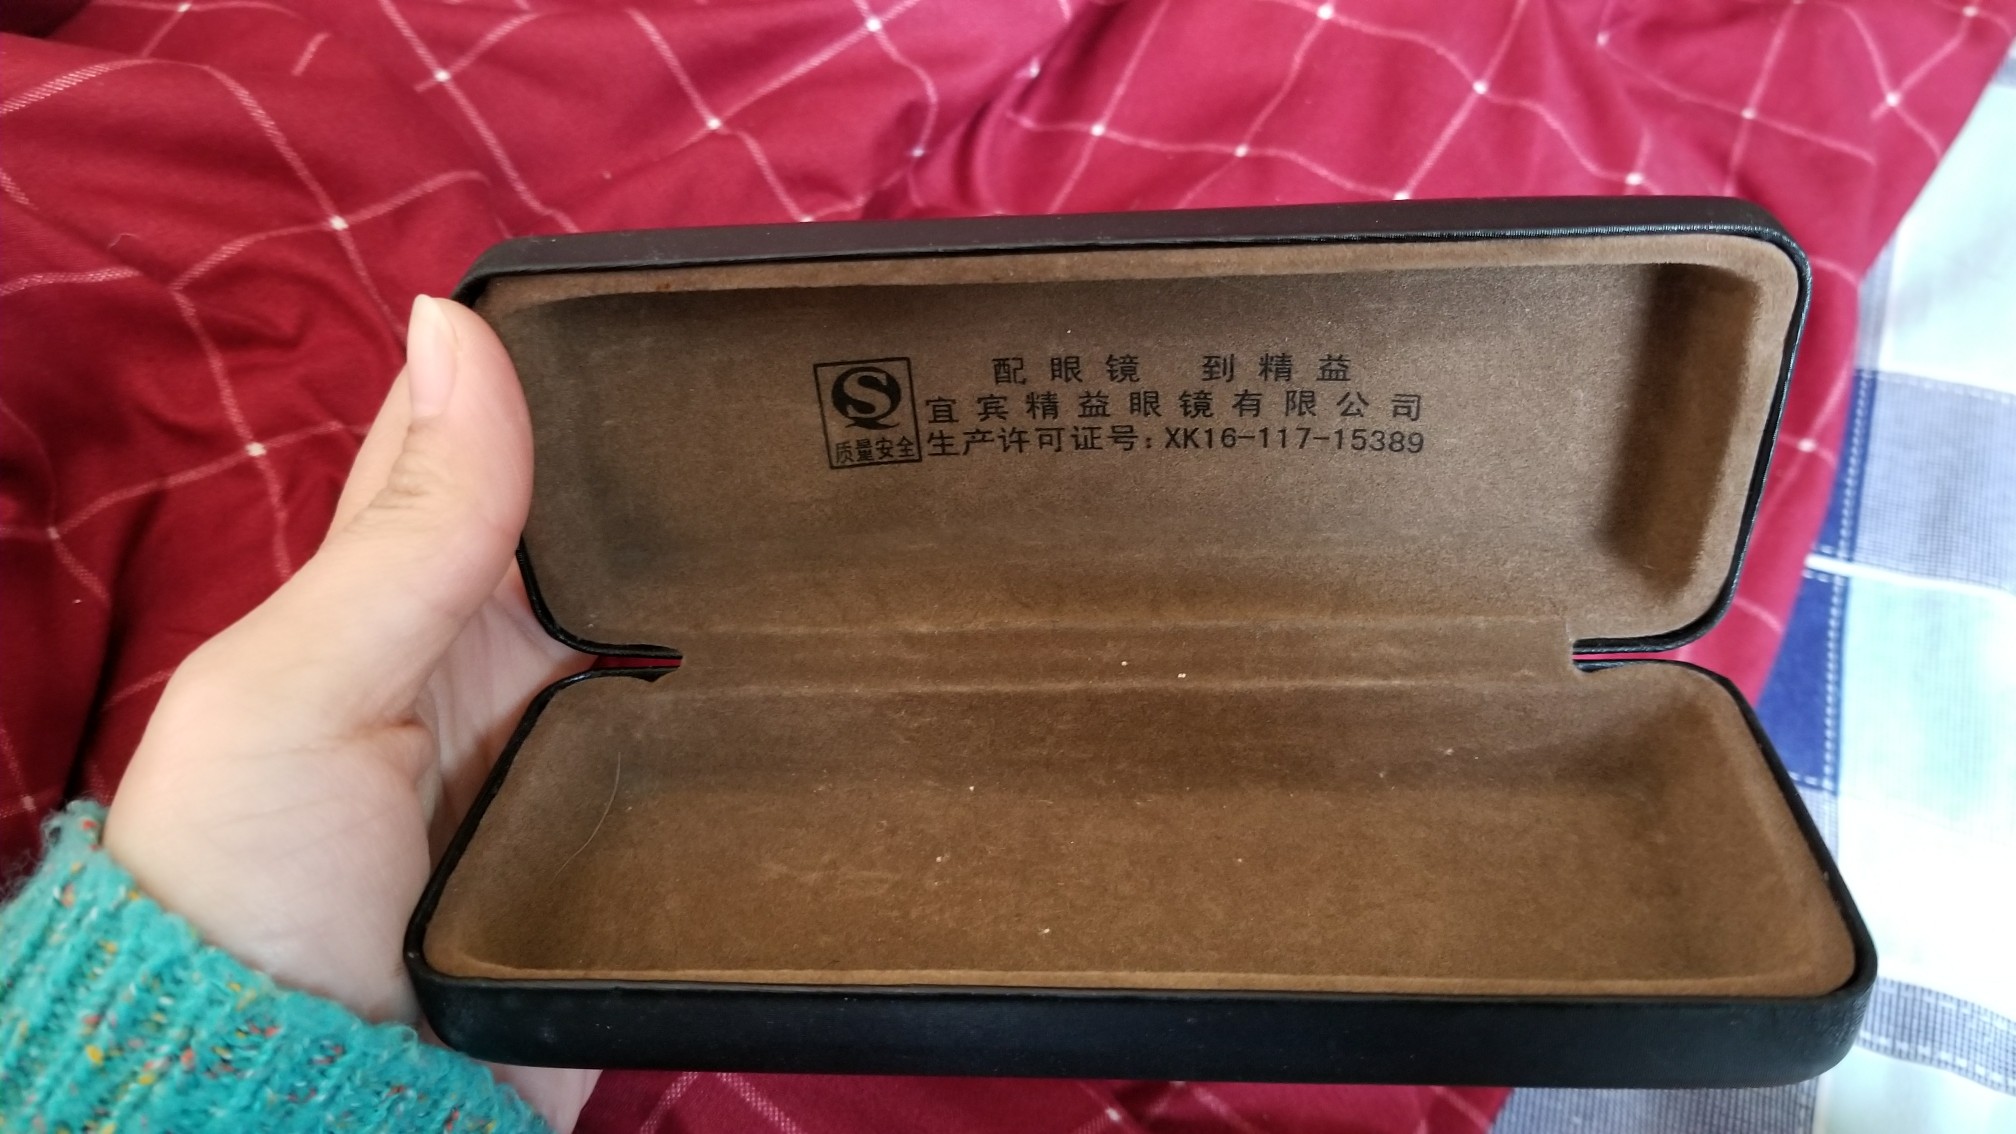 配眼镜 到精益
宜宾精益眼镜有限公司
质量安全
生产许可证号:XK16-117-15389